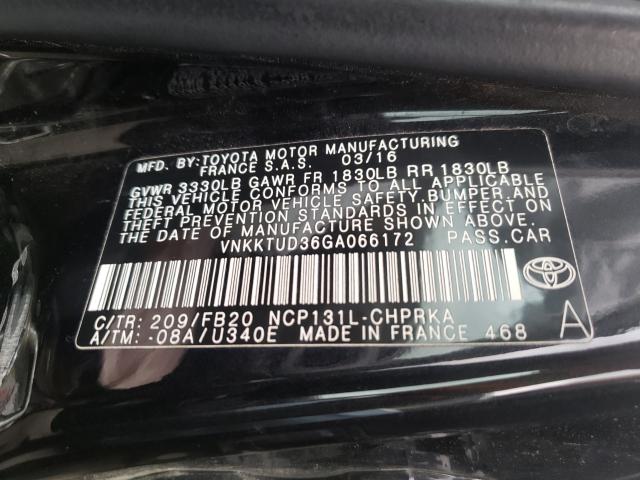 MFD. BY: TOYOTA MOTOR MANUFACTURING
FRANCE S.A.S. 03/16
GVWR 3330LB GAWR FR 1830LB RR 1830LB
THIS VEHICLE CONFORMS TO ALL APPLICABLE
FEDERAL MOTOR VEHICLE SAFETY, BUMPER, AND
THEFT PREVENTION STANDARDS IN EFFECT ON
THE DATE OF MANUFACTURE SHOWN ABOVE.
VNKKTUD36GA066172 PASS.CAR
C/TR: 209/FB20 NCP131L-CHPRKA
A/TM: -08A/U340E MADE IN FRANCE 468
A